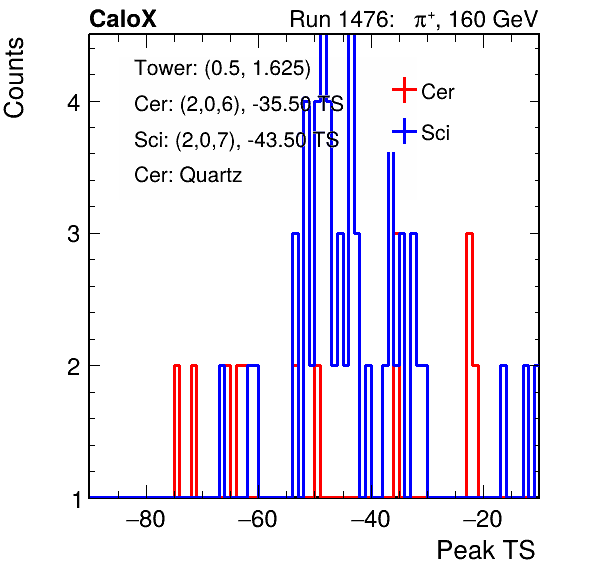 CaloX Run 1476: π+, 160 GeV
Counts
Tower: (0.5, 1.625)
Cer: (2,0,6), -35.50 TS
Sci: (2,0,7), -43.50 TS
Cer: Quartz
Cer
Sci
4
3
2
1
−80 −60 −40 −20
Peak TS